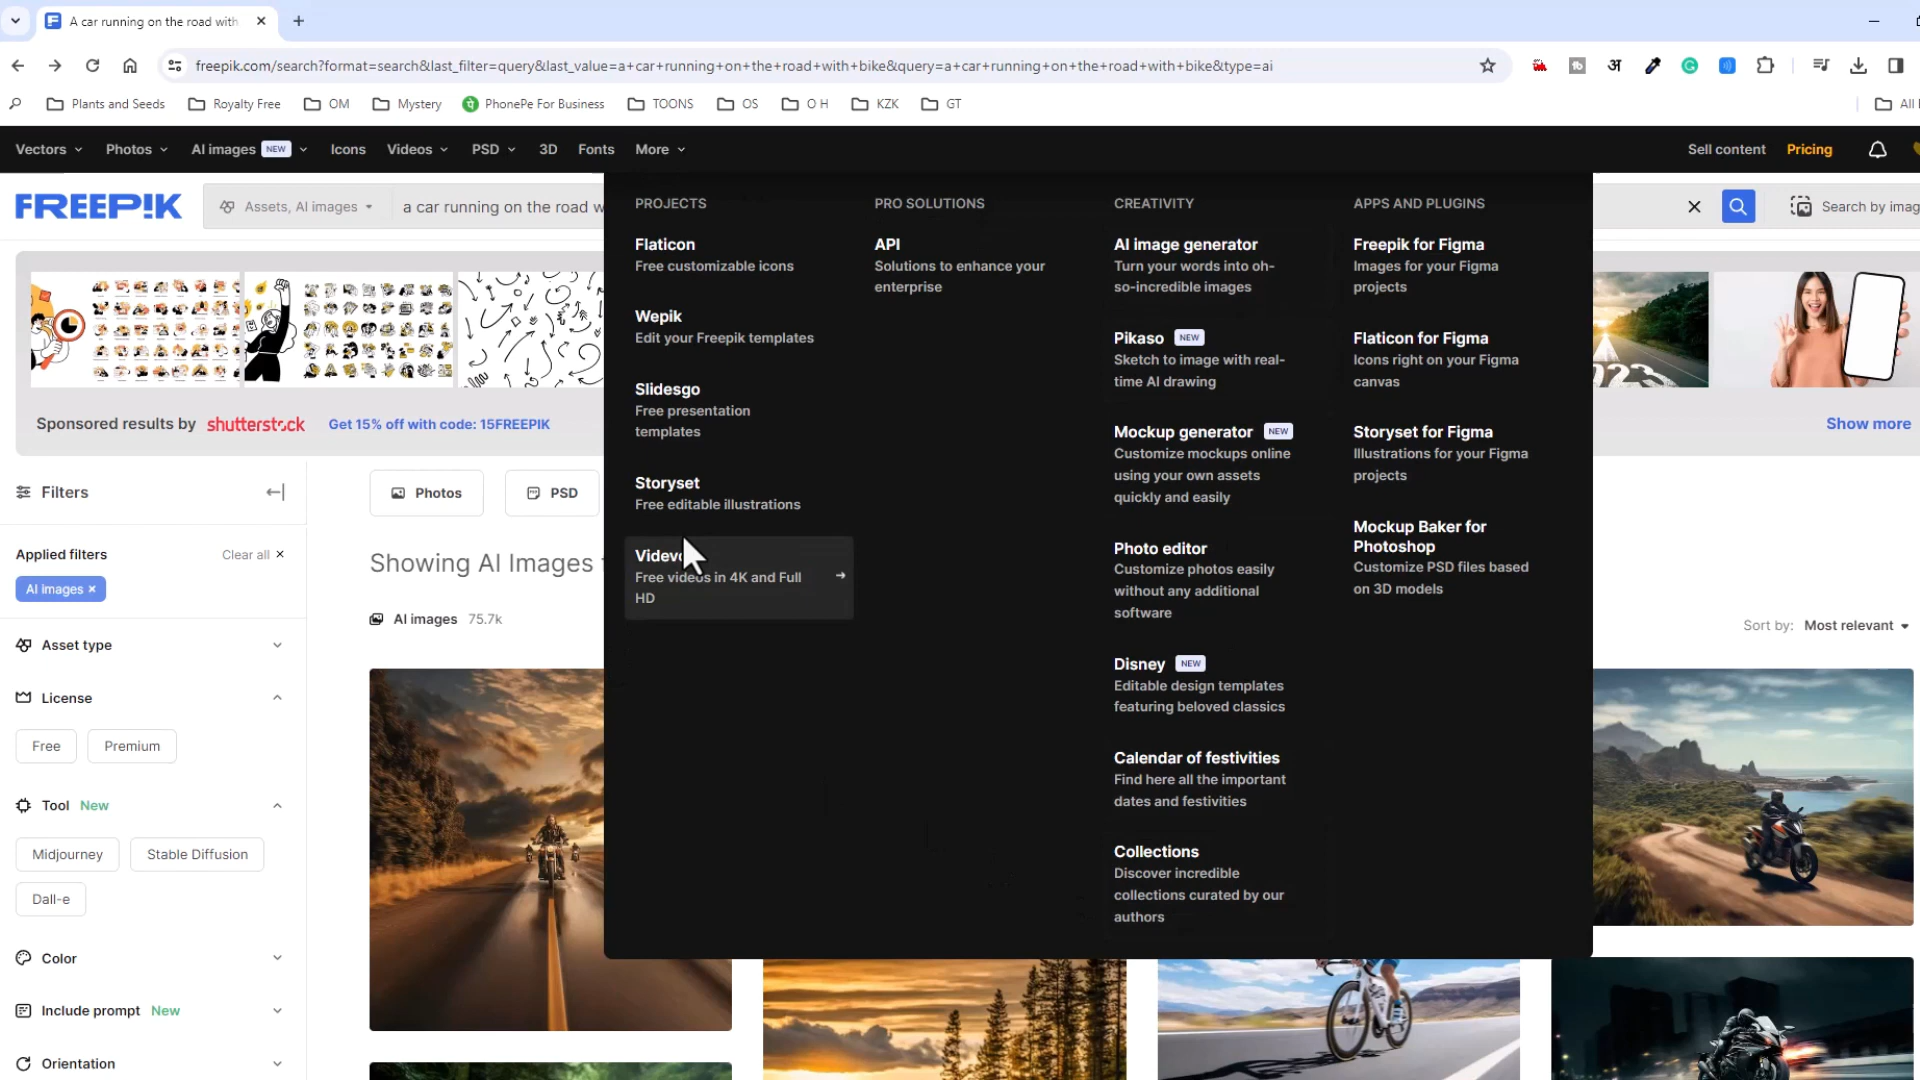 A car running on the road with
freepik.com/search?format=search&last_filter=query&last_value=a+car+running+on+the+road+with+bike&query=a+car+running+on+the+road+with+bike&type=ai
Plants and Seeds
Royalty Free
OM
Mystery
PhonePe For Business
TOONS
OS
O H
KZK
GT
All
Vectors
Photos
AI images NEW
Icons
Videos
PSD
3D
Fonts
More
Sell content
Pricing
FREEP!K
Assets, AI images
a car running on the road w
Search by imag
PROJECTS
Flaticon
Free customizable icons
Wepik
Edit your Freepik templates
Slidesgo
Free presentation
templates
Storyset
Free editable illustrations
Free videos in 4K and Full
HD
PRO SOLUTIONS
API
Solutions to enhance your
enterprise
CREATIVITY
AI image generator
Turn your words into oh-
so-incredible images
Pikaso NEW
Sketch to image with real-
time AI drawing
Mockup generator NEW
Customize mockups online
using your own assets
quickly and easily
Photo editor
Customize photos easily
without any additional
software
Disney NEW
Editable design templates
featuring beloved classics
Calendar of festivities
Find here all the important
dates and festivities
Collections
Discover incredible
collections curated by our
authors
APPS AND PLUGINS
Freepik for Figma
Images for your Figma
projects
Flaticon for Figma
Icons right on your Figma
canvas
Storyset for Figma
Illustrations for your Figma
projects
Mockup Baker for
Photoshop
Customize PSD files based
on 3D models
Sponsored results by shutterstock Get 15% off with code: 15FREEPIK
Show more
Filters
Photos
PSD
Applied filters
Clear all ×
AI images ×
Showing AI Images
AI images 75.7k
Sort by: Most relevant
Asset type
License
Free
Premium
Tool New
Midjourney
Stable Diffusion
Dall-e
Color
Include prompt New
Orientation